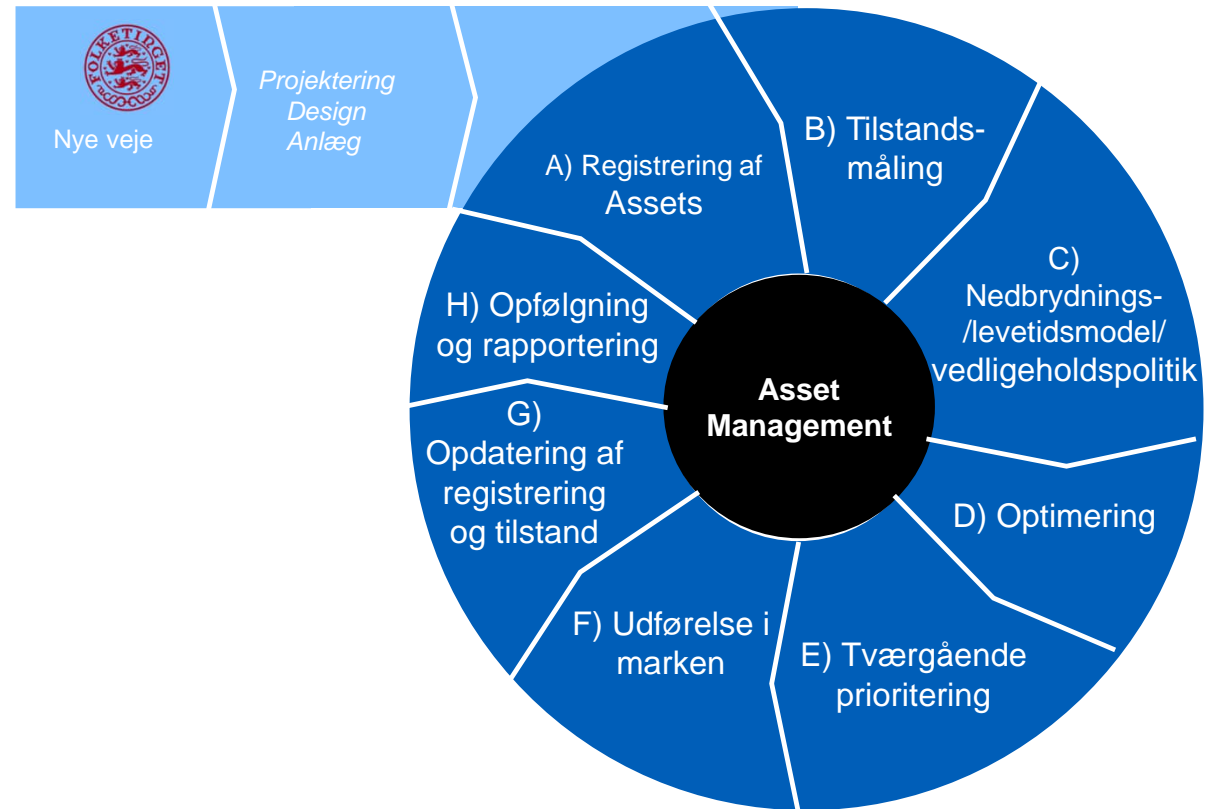 FOLKETINGET
Nye veje
Projektering
Design
Anlæg
A) Registrering af
Assets
B) Tilstands-
måling
C)
Nedbrydnings-
/levetidsmodel/
vedligeholdspolitik
D) Optimering
E) Tværgående
prioritering
F) Udførelse i
marken
G)
Opdatering af
registrering
og tilstand
H) Opfølgning
og rapportering
Asset
Management